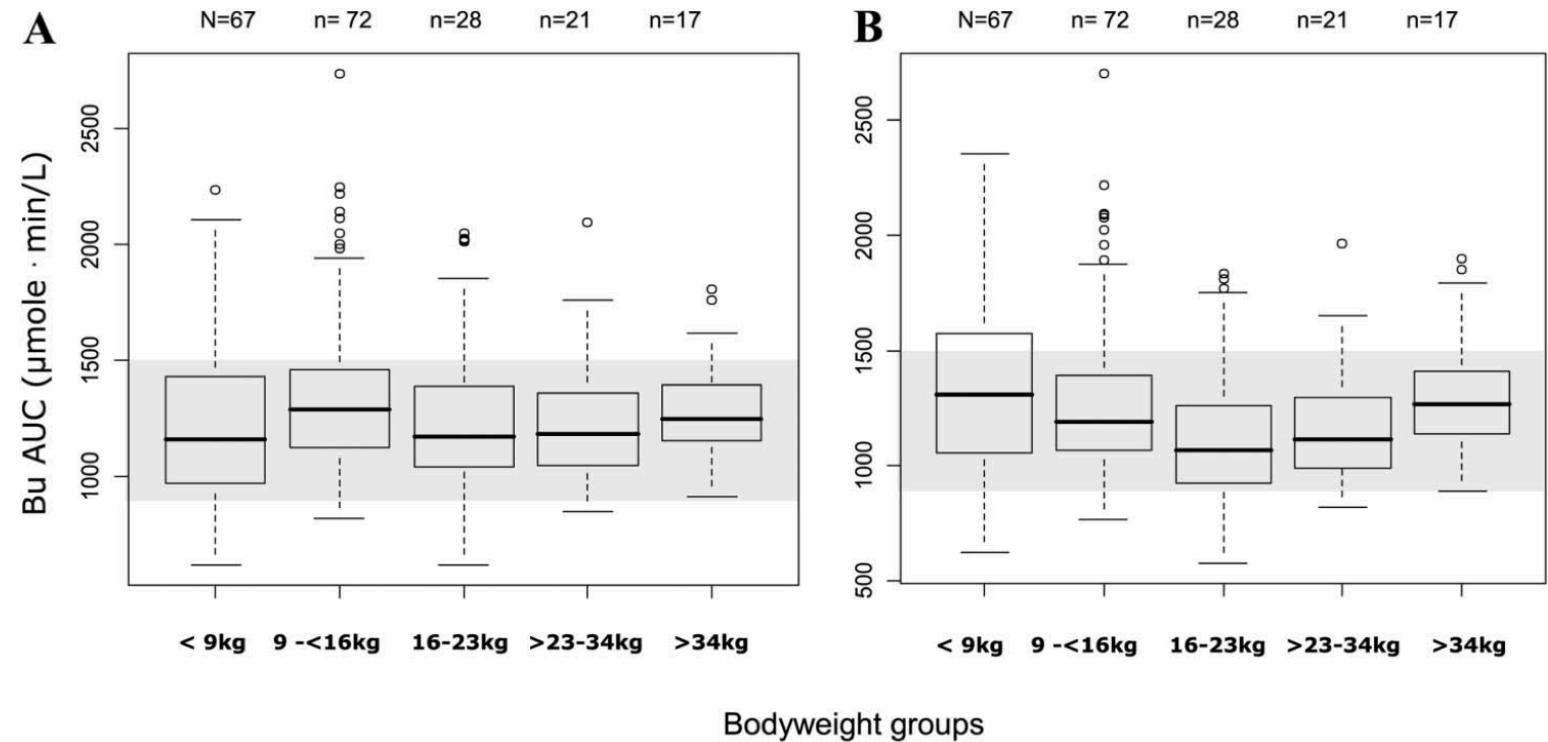 A
N=67 n= 72 n=28 n=21 n=17
Bu AUC (µmole · min/L)
2500
2000
1500
1000
< 9kg 9 -<16kg 16-23kg >23-34kg >34kg
B
N=67 n= 72 n=28 n=21 n=17
2500
2000
1500
1000
500
< 9kg 9 -<16kg 16-23kg >23-34kg >34kg
Bodyweight groups